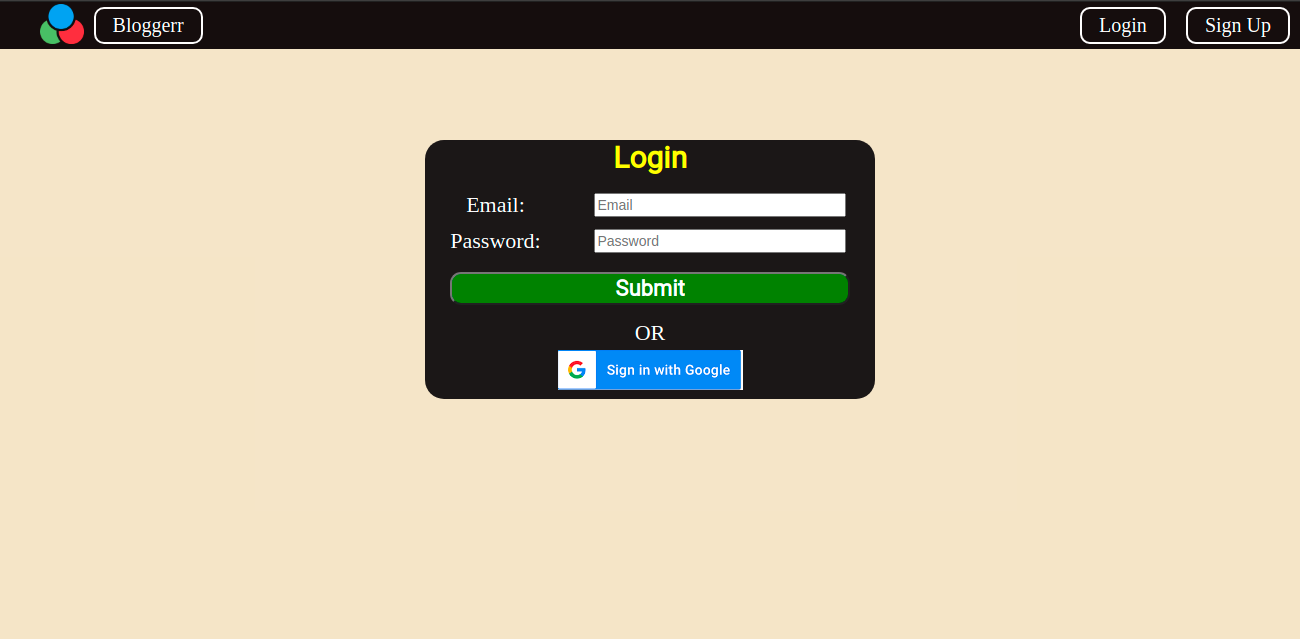 Bloggerr Login Sign Up
Login
Email: Email
Password: Password
Submit
OR
Sign in with Google